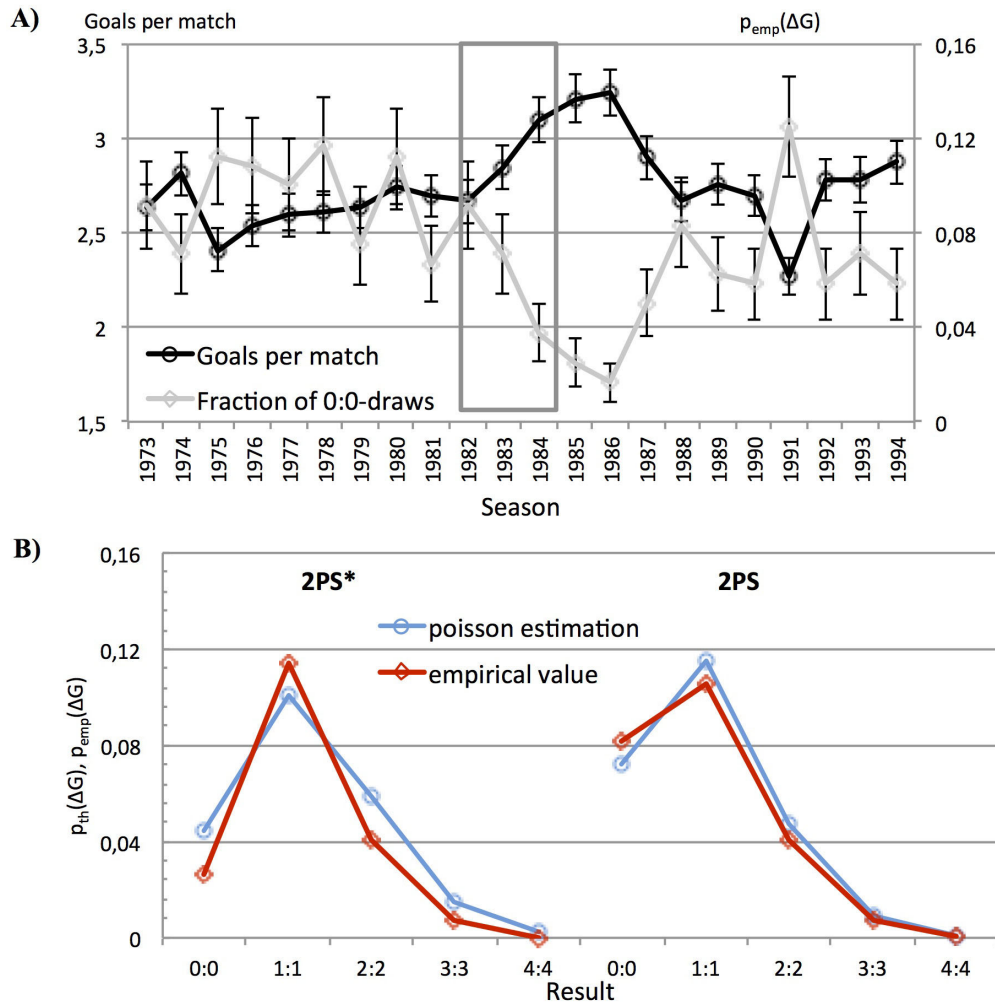 A)
Goals per match
p_emp(ΔG)
3,5
3
2,5
2
1,5
0,16
0,12
0,08
0,04
0
Goals per match
Fraction of 0:0-draws
1973 1974 1975 1976 1977 1978 1979 1980 1981 1982 1983 1984 1985 1986 1987 1988 1989 1990 1991 1992 1993 1994
Season
B)
0,16
0,12
0,08
0,04
0
p_th(ΔG), p_emp(ΔG)
2PS* 2PS
poisson estimation
empirical value
0:0 1:1 2:2 3:3 4:4 0:0 1:1 2:2 3:3 4:4
Result